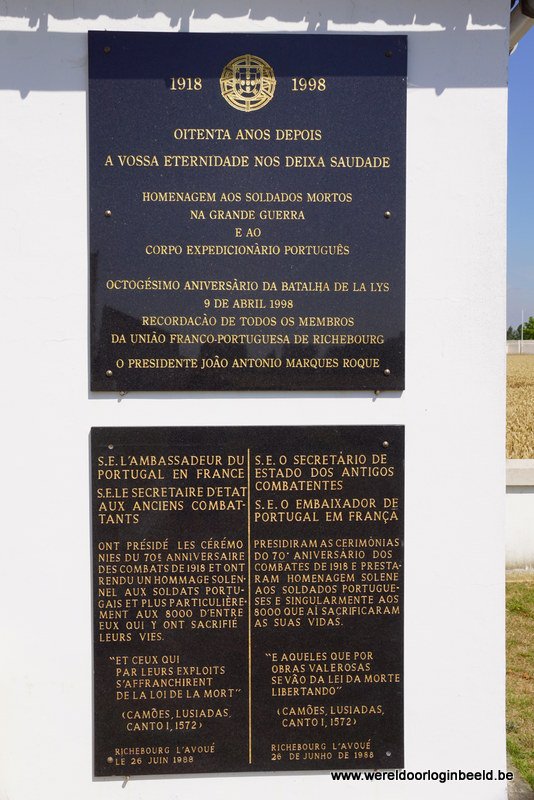 1918 1998
OITENTA ANOS DEPOIS
A VOSSA ETERNIDADE NOS DEIXA SAUDADE
HOMENAGEM AOS SOLDADOS MORTOS
NA GRANDE GUERRA
E AO
CORPO EXPEDICIONÀRIO PORTUGUÊS
OCTOGÉSIMO ANIVERSÀRIO DA BATALHA DE LA LYS
9 DE ABRIL 1998
RECORDACÀO DE TODOS OS MEMBROS
DA UNIÃO FRANCO-PORTUGUESA DE RICHEBOURG
O PRESIDENTE JOÃO ANTONIO MARQUES ROQUE
S.E.L'AMBASSADEUR DU
PORTUGAL EN FRANCE
S.E.LE SECRETAIRE D'ETAT
AUX ANCIENS COMBAT-
TANTS
ONT PRÉSIDÉ LES CÉRÉMO
NIES DU 70e ANNIVERSAIRE
DES COMBATS DE 1918 ET ONT
RENDU UN HOMMAGE SOLEN-
NEL AUX SOLDATS PORTU-
GAIS ET PLUS PARTICULIÈRE-
MENT AUX 8000 D'ENTRE
EUX QUI Y ONT SACRIFIÉ
LEURS VIES.
"ET CEUX QUI
PAR LEURS EXPLOITS
S'AFFRANCHIRENT
DE LA LOI DE LA MORT"
(CAMÕES, LUSIADAS,
CANTO I, 1572)
RICHEBOURG L'AVOUÉ
LE 26 JUIN 1988
S.E.O SECRETÁRIO DE
ESTADO DOS ANTIGOS
COMBATENTES
S.E.O EMBAIXADOR DE
PORTUGAL EM FRANÇA
PRESIDIRAM AS CERIMÓNIAS
DO 70° ANIVERSÁRIO DOS
COMBATES DE 1918 E PRESTA-
RAM HOMENAGEM SOLENE
AOS SOLDADOS PORTUGUE-
SES E SINGULARMENTE AOS
8000 QUE AÍ SACRIFICARAM
AS SUAS VIDAS.
"E AQUELES QUE POR
OBRAS VALEROSAS
SE VÃO DA LEI DA MORTE
LIBERTANDO"
(CAMÕES, LUSIADAS,
CANTO I, 1572)
RICHEBOURG L'AVOUÉ
26 DE JUNHO DE 1988
www.wereldoorloginbeeld.be